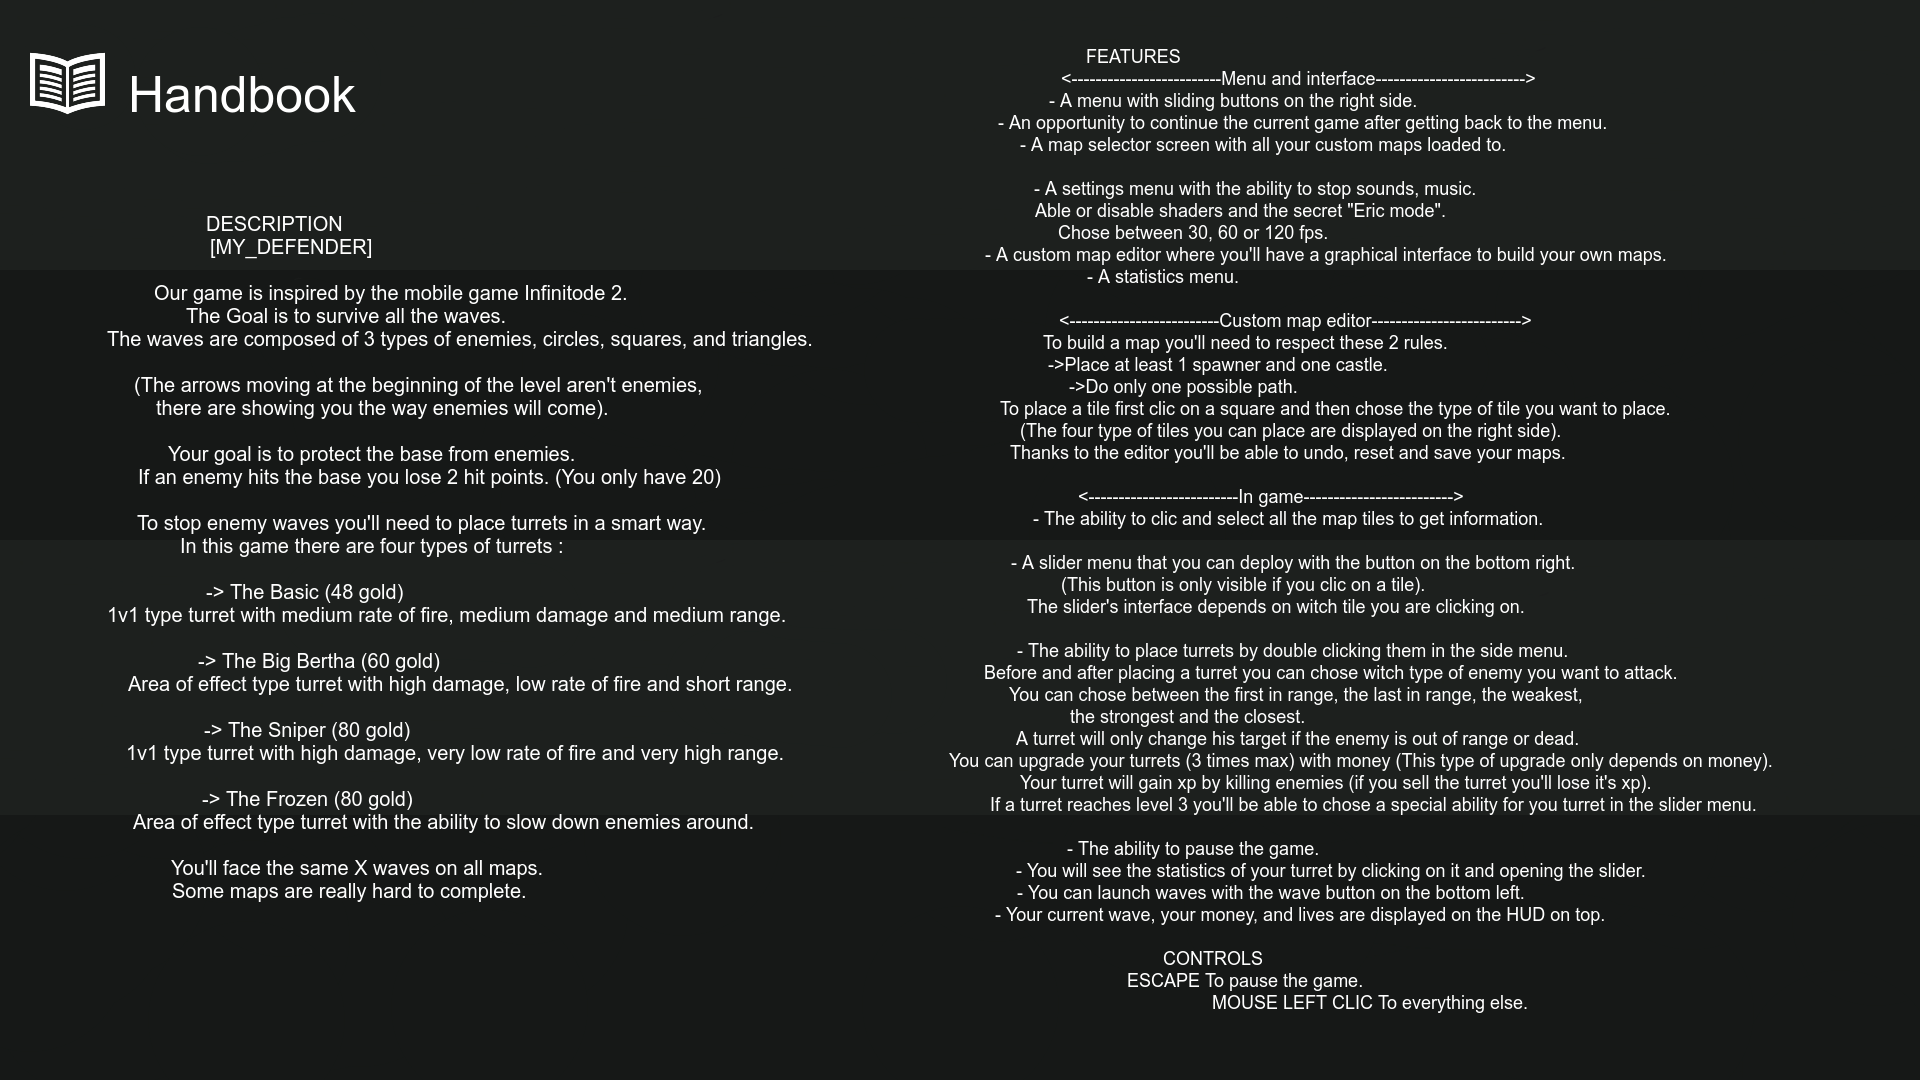 Handbook
DESCRIPTION
[MY_DEFENDER]
Our game is inspired by the mobile game Infinitode 2.
The Goal is to survive all the waves.
The waves are composed of 3 types of enemies, circles, squares, and triangles.
(The arrows moving at the beginning of the level aren't enemies,
there are showing you the way enemies will come).
Your goal is to protect the base from enemies.
If an enemy hits the base you lose 2 hit points. (You only have 20)
To stop enemy waves you'll need to place turrets in a smart way.
In this game there are four types of turrets :
-> The Basic (48 gold)
1v1 type turret with medium rate of fire, medium damage and medium range.
-> The Big Bertha (60 gold)
Area of effect type turret with high damage, low rate of fire and short range.
-> The Sniper (80 gold)
1v1 type turret with high damage, very low rate of fire and very high range.
-> The Frozen (80 gold)
Area of effect type turret with the ability to slow down enemies around.
You'll face the same X waves on all maps.
Some maps are really hard to complete.
FEATURES
<-------------------------Menu and interface------------------------->
- A menu with sliding buttons on the right side.
- An opportunity to continue the current game after getting back to the menu.
- A map selector screen with all your custom maps loaded to.
- A settings menu with the ability to stop sounds, music.
Able or disable shaders and the secret "Eric mode".
Chose between 30, 60 or 120 fps.
- A custom map editor where you'll have a graphical interface to build your own maps.
- A statistics menu.
<-------------------------Custom map editor------------------------->
To build a map you'll need to respect these 2 rules.
->Place at least 1 spawner and one castle.
->Do only one possible path.
To place a tile first clic on a square and then chose the type of tile you want to place.
(The four type of tiles you can place are displayed on the right side).
Thanks to the editor you'll be able to undo, reset and save your maps.
<-------------------------In game------------------------->
- The ability to clic and select all the map tiles to get information.
- A slider menu that you can deploy with the button on the bottom right.
(This button is only visible if you clic on a tile).
The slider's interface depends on witch tile you are clicking on.
- The ability to place turrets by double clicking them in the side menu.
Before and after placing a turret you can chose witch type of enemy you want to attack.
You can chose between the first in range, the last in range, the weakest,
the strongest and the closest.
A turret will only change his target if the enemy is out of range or dead.
You can upgrade your turrets (3 times max) with money (This type of upgrade only depends on money).
Your turret will gain xp by killing enemies (if you sell the turret you'll lose it's xp).
If a turret reaches level 3 you'll be able to chose a special ability for you turret in the slider menu.
- The ability to pause the game.
- You will see the statistics of your turret by clicking on it and opening the slider.
- You can launch waves with the wave button on the bottom left.
- Your current wave, your money, and lives are displayed on the HUD on top.
CONTROLS
ESCAPE To pause the game.
MOUSE LEFT CLIC To everything else.